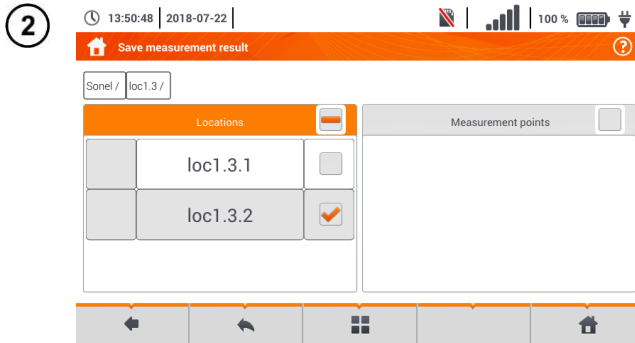 2
13:50:48 2018-07-22 100 %
Save measurement result ?
Sonel / loc1.3 /
Locations Measurement points
loc1.3.1
loc1.3.2